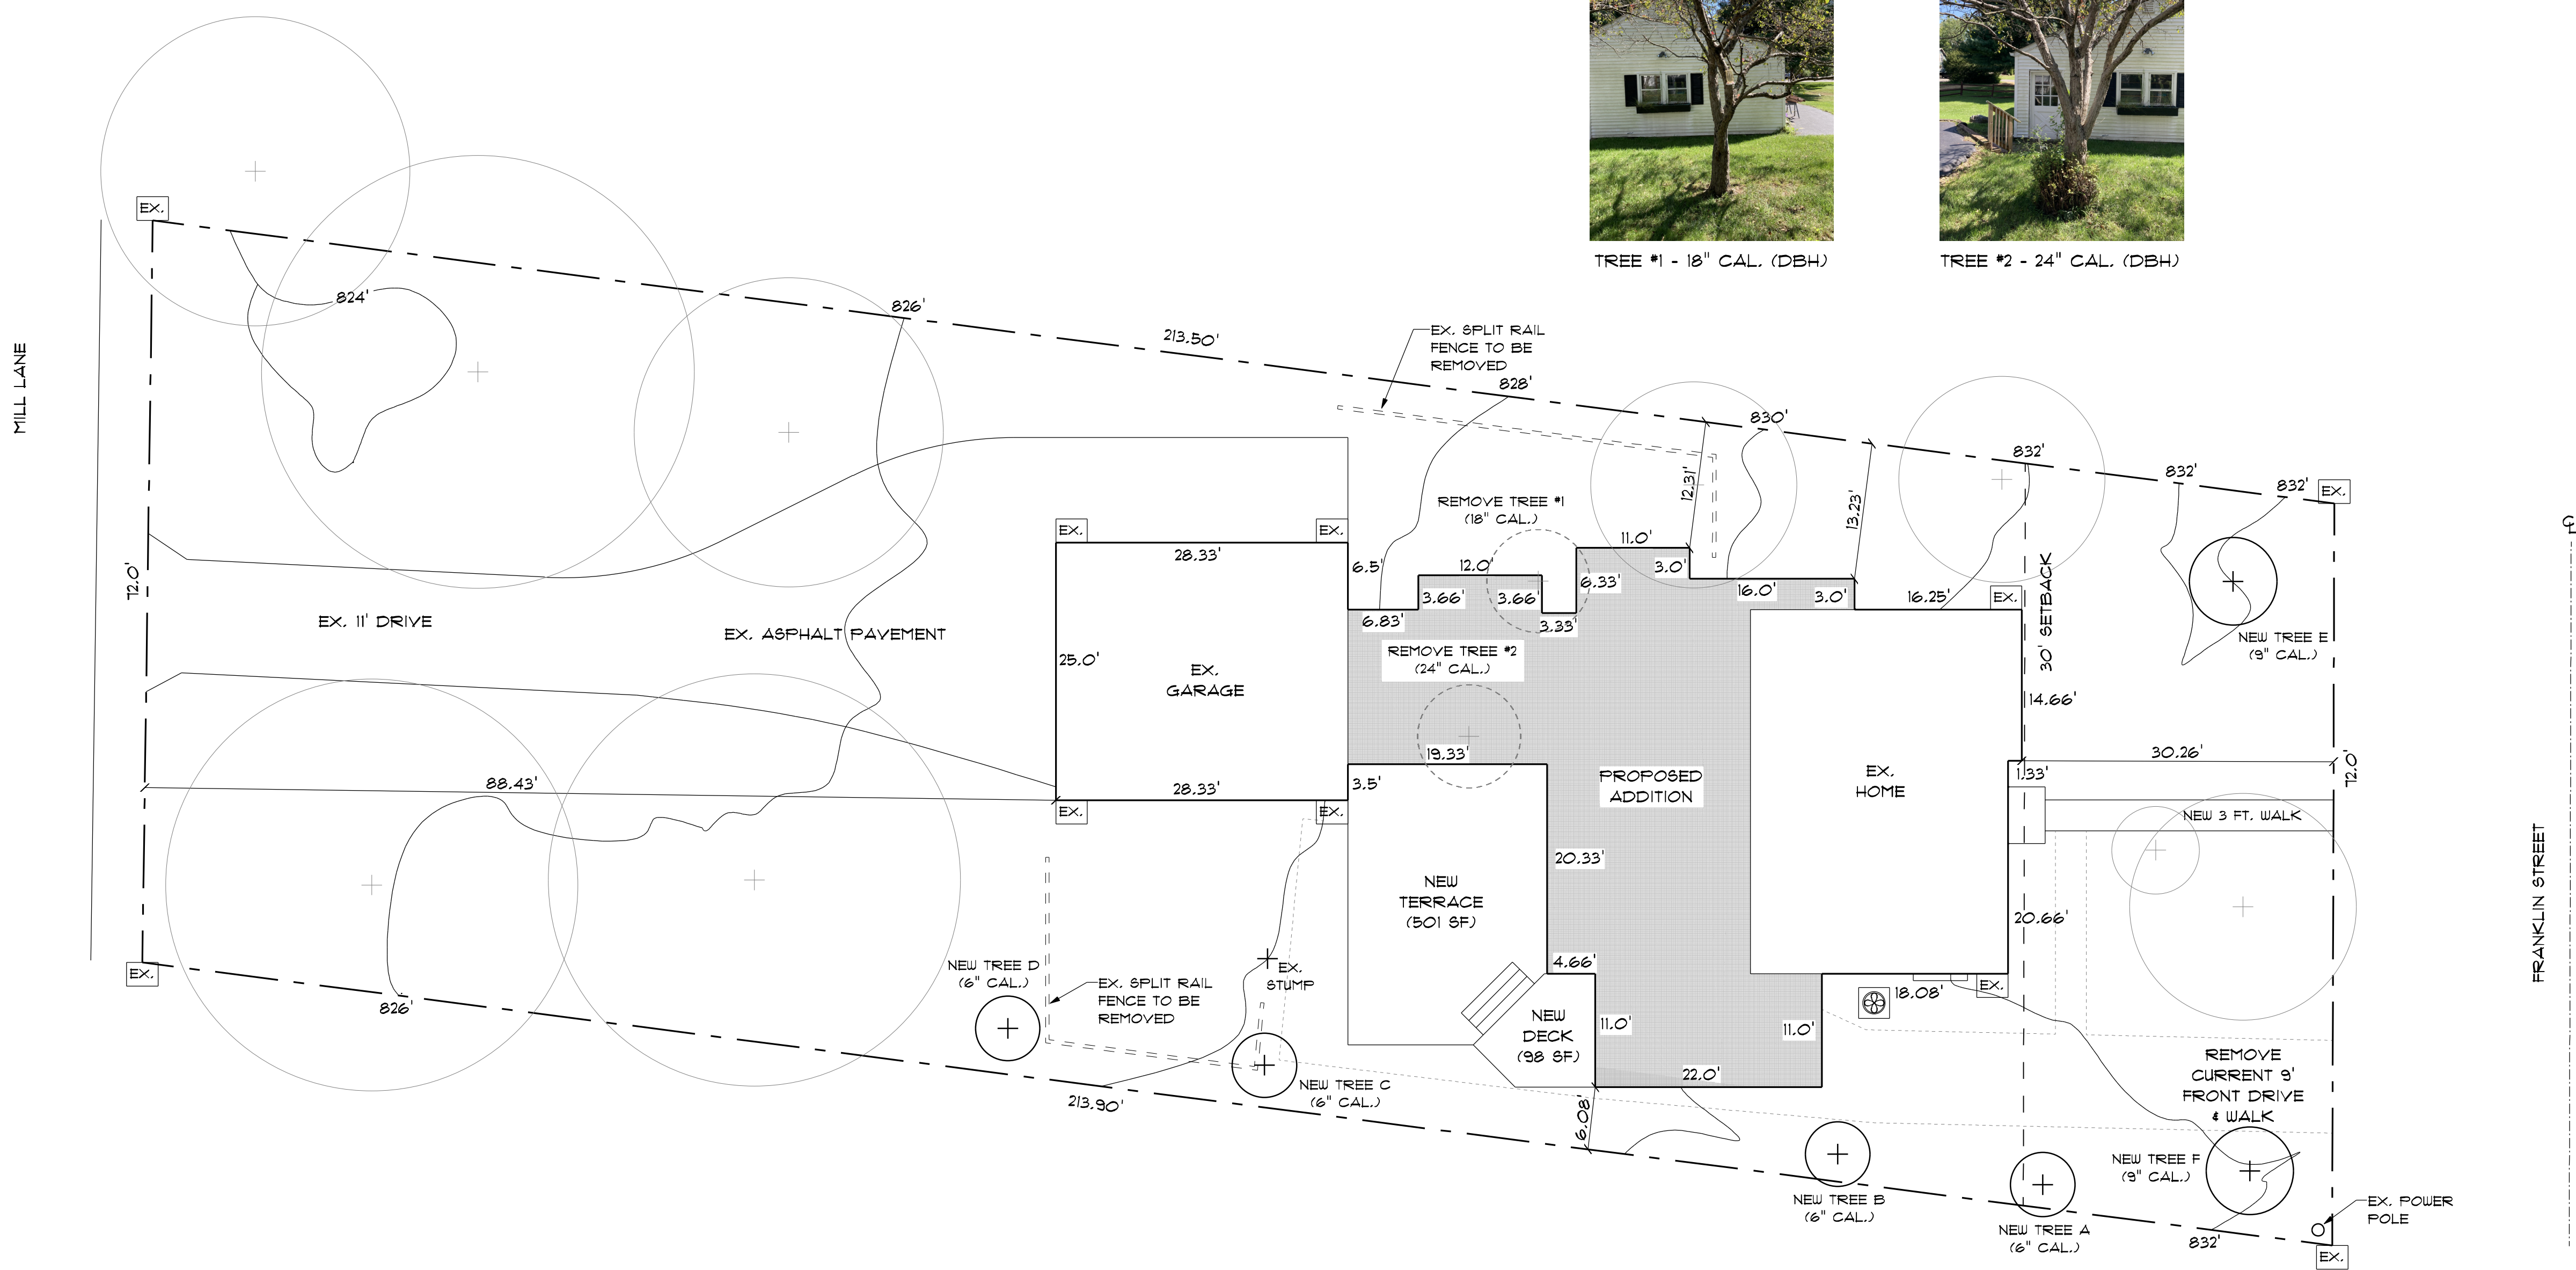 TREE #1 - 18" CAL. (DBH)
TREE #2 - 24" CAL. (DBH)
EX.
824'
826'
213.50'
EX. SPLIT RAIL
FENCE TO BE
REMOVED
828'
830'
832'
832'
832'
EX.
MILL LANE
72.0'
12.31'
13.23'
REMOVE TREE #1
(18" CAL.)
EX.
EX.
28.33'
6.5'
12.0'
11.0'
3.0'
6.33'
3.66'
3.66'
16.0'
3.0'
16.25'
EX.
30' SETBACK
6.83'
3.33'
EX. 11' DRIVE
EX. ASPHALT PAVEMENT
NEW TREE E
(9" CAL.)
REMOVE TREE #2
(24" CAL.)
25.0'
EX.
GARAGE
14.66'
19.33'
30.26'
72.0'
88.43'
28.33'
3.5'
PROPOSED
ADDITION
EX.
HOME
1.33'
EX.
EX.
NEW 3 FT. WALK
20.33'
NEW
TERRACE
(501 SF)
20.66'
FRANKLIN STREET
℄
EX.
NEW TREE D
(6" CAL.)
EX.
STUMP
4.66'
EX. SPLIT RAIL
FENCE TO BE
REMOVED
826'
18.08'
EX.
NEW
DECK
(98 SF)
11.0'
11.0'
22.0'
REMOVE
CURRENT 9'
FRONT DRIVE
& WALK
213.90'
NEW TREE C
(6" CAL.)
6.08'
NEW TREE F
(9" CAL.)
NEW TREE B
(6" CAL.)
NEW TREE A
(6" CAL.)
832'
EX. POWER
POLE
EX.